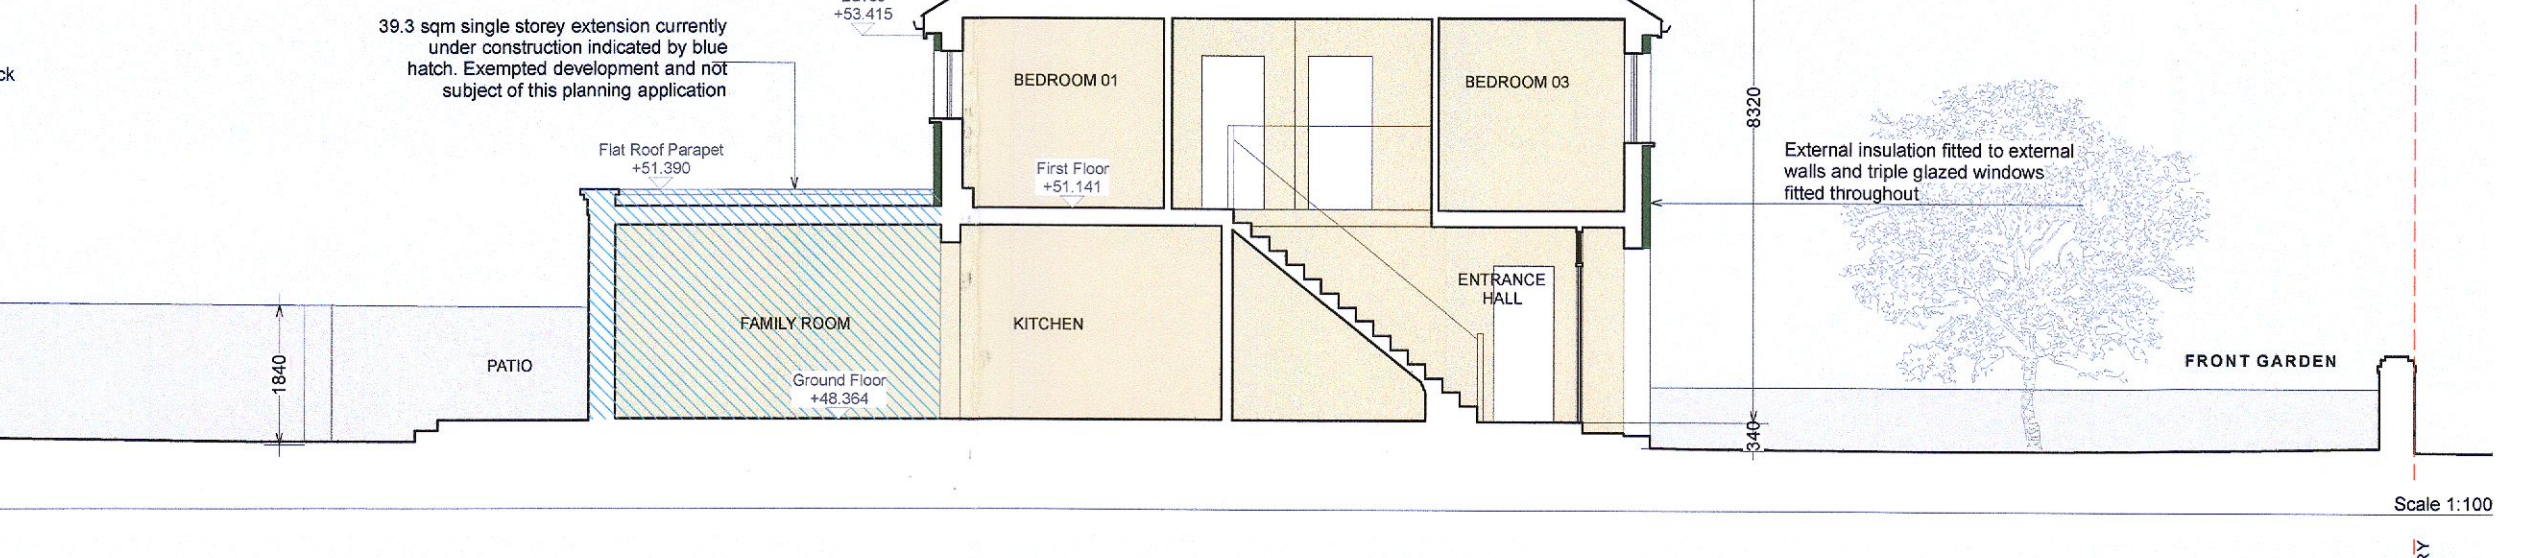 +53.415
39.3 sqm single storey extension currently
under construction indicated by blue
hatch. Exempted development and not
subject of this planning application
ck
BEDROOM 01
BEDROOM 03
8320
External insulation fitted to external
walls and triple glazed windows
fitted throughout
Flat Roof Parapet
+51.390
First Floor
+51.141
ENTRANCE
HALL
FAMILY ROOM
KITCHEN
PATIO
1840
Ground Floor
+48.364
FRONT GARDEN
340
Scale 1:100
RY